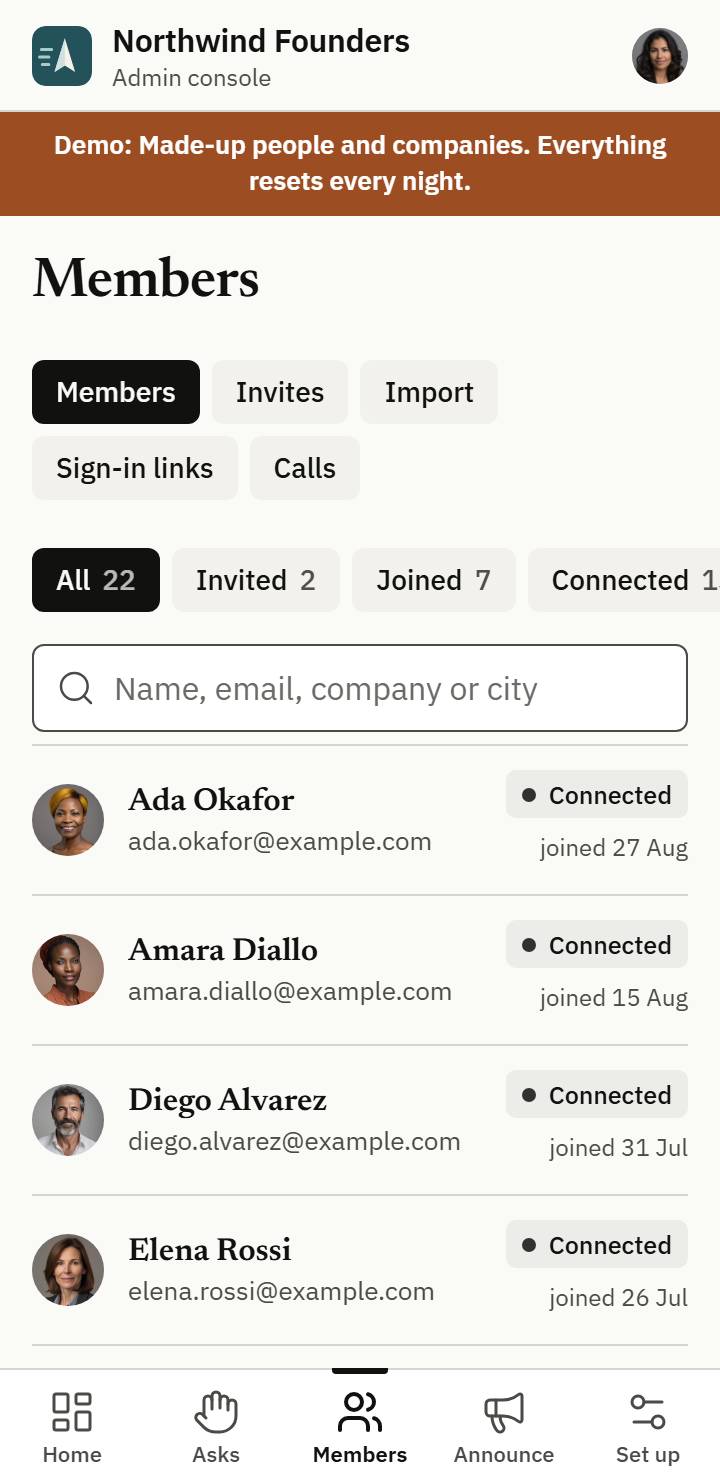 Northwind Founders
Admin console
Demo: Made-up people and companies. Everything
resets every night.
Members
Members Invites Import
Sign-in links Calls
All 22 Invited 2 Joined 7 Connected
Name, email, company or city
Ada Okafor
Connected
ada.okafor@example.com
joined 27 Aug
Amara Diallo
Connected
amara.diallo@example.com
joined 15 Aug
Diego Alvarez
Connected
diego.alvarez@example.com
joined 31 Jul
Elena Rossi
Connected
elena.rossi@example.com
joined 26 Jul
Home Asks Members Announce Set up